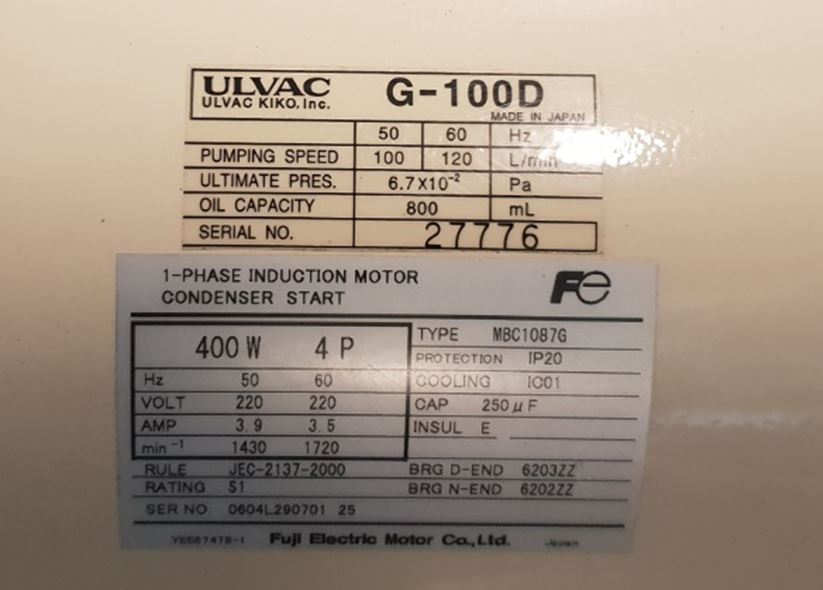 ULVAC G-100D
ULVAC KIKO, Inc.
MADE IN JAPAN
50 60 Hz
PUMPING SPEED 100 120 L/min
ULTIMATE PRES. 6.7X10⁻² Pa
OIL CAPACITY 800 mL
SERIAL NO. 27776
1-PHASE INDUCTION MOTOR
CONDENSER START
Fe
400 W 4 P
Hz 50 60
VOLT 220 220
AMP 3.9 3.5
min⁻¹ 1430 1720
TYPE MBC1087G
PROTECTION IP20
COOLING IC01
CAP 250 μF
INSUL E
RULE JEC-2137-2000 BRG D-END 6203ZZ
RATING S1 BRG N-END 6202ZZ
SER NO 0604L290701 25
Fuji Electric Motor Co.,Ltd. Japan